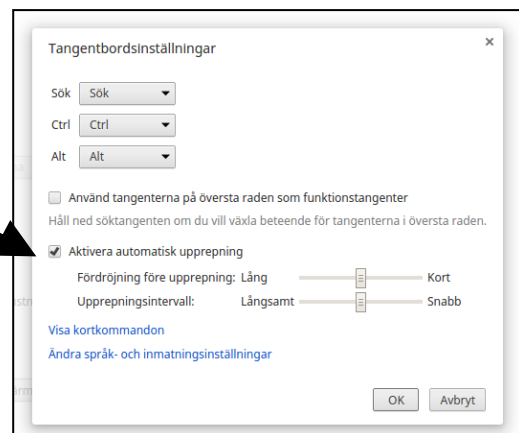 Tangentbordsinställningar
Sök Sök
Ctrl Ctrl
Alt Alt
Använd tangenterna på översta raden som funktionstangenter
Håll ned söktangenten om du vill växla beteende för tangenterna i översta raden.
Aktivera automatisk upprepning
Fördröjning före upprepning: Lång Kort
Upprepningsintervall: Långsamt Snabb
Visa kortkommandon
Ändra språk- och inmatningsinställningar
OK Avbryt